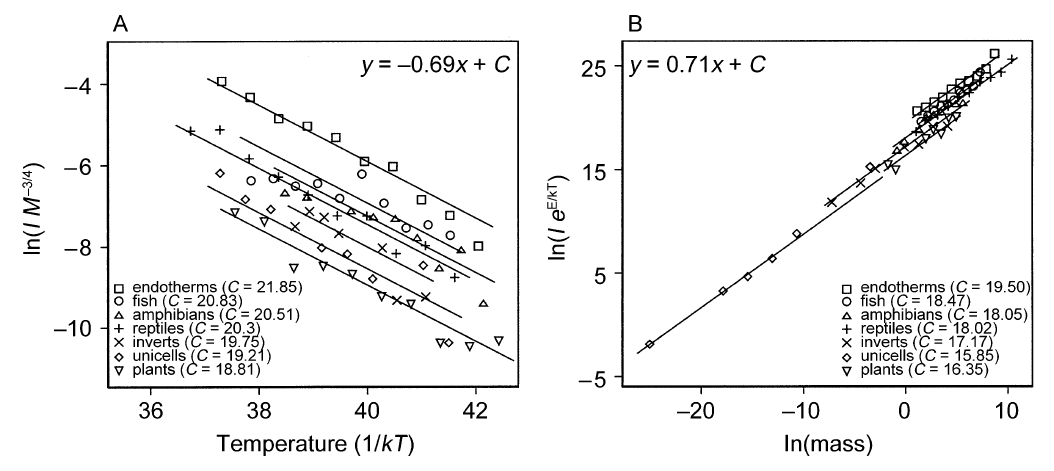 A
y = –0.69x + C
ln(I M^–3/4)
–4
–6
–8
–10
endotherms (C = 21.85)
fish (C = 20.83)
amphibians (C = 20.51)
reptiles (C = 20.3)
inverts (C = 19.75)
unicells (C = 19.21)
plants (C = 18.81)
36 38 40 42
Temperature (1/kT)
B
y = 0.71x + C
ln(I e^E/kT)
25
15
5
–5
endotherms (C = 19.50)
fish (C = 18.47)
amphibians (C = 18.05)
reptiles (C = 18.02)
inverts (C = 17.17)
unicells (C = 15.85)
plants (C = 16.35)
–20 –10 0 10
ln(mass)